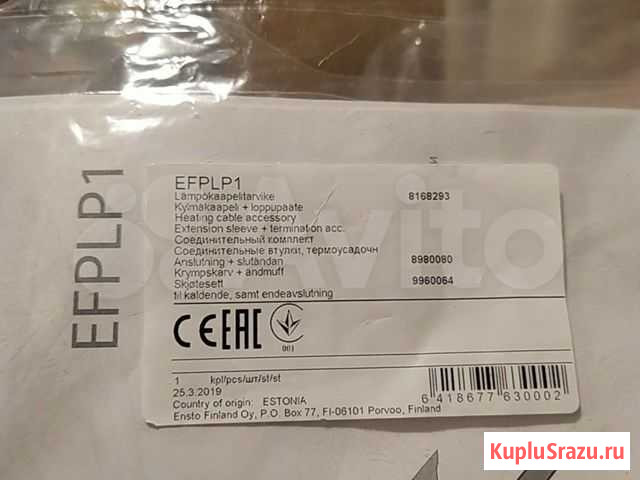 EFPLP1
EFPLP1
Lämpökaapelitarvike 8168293
Kylmäkaapeli + loppupääte
Heating cable accessory
Extension sleeve + termination acc.
Соединительный комплект
Соединительные втулки, термоусадочн
Anslutning + slutändan 8980080
Krympskarv + ändmuff
Skjøtesett 9960064
til kaldende, samt endeavslutning
CE EAC
001
1 kpl/pcs/шт/st/st
25.3.2019
Country of origin: ESTONIA
Ensto Finland Oy, P.O. Box 77, FI-06101 Porvoo, Finland
6 418677 630002
Avito
KupluSrazu.ru